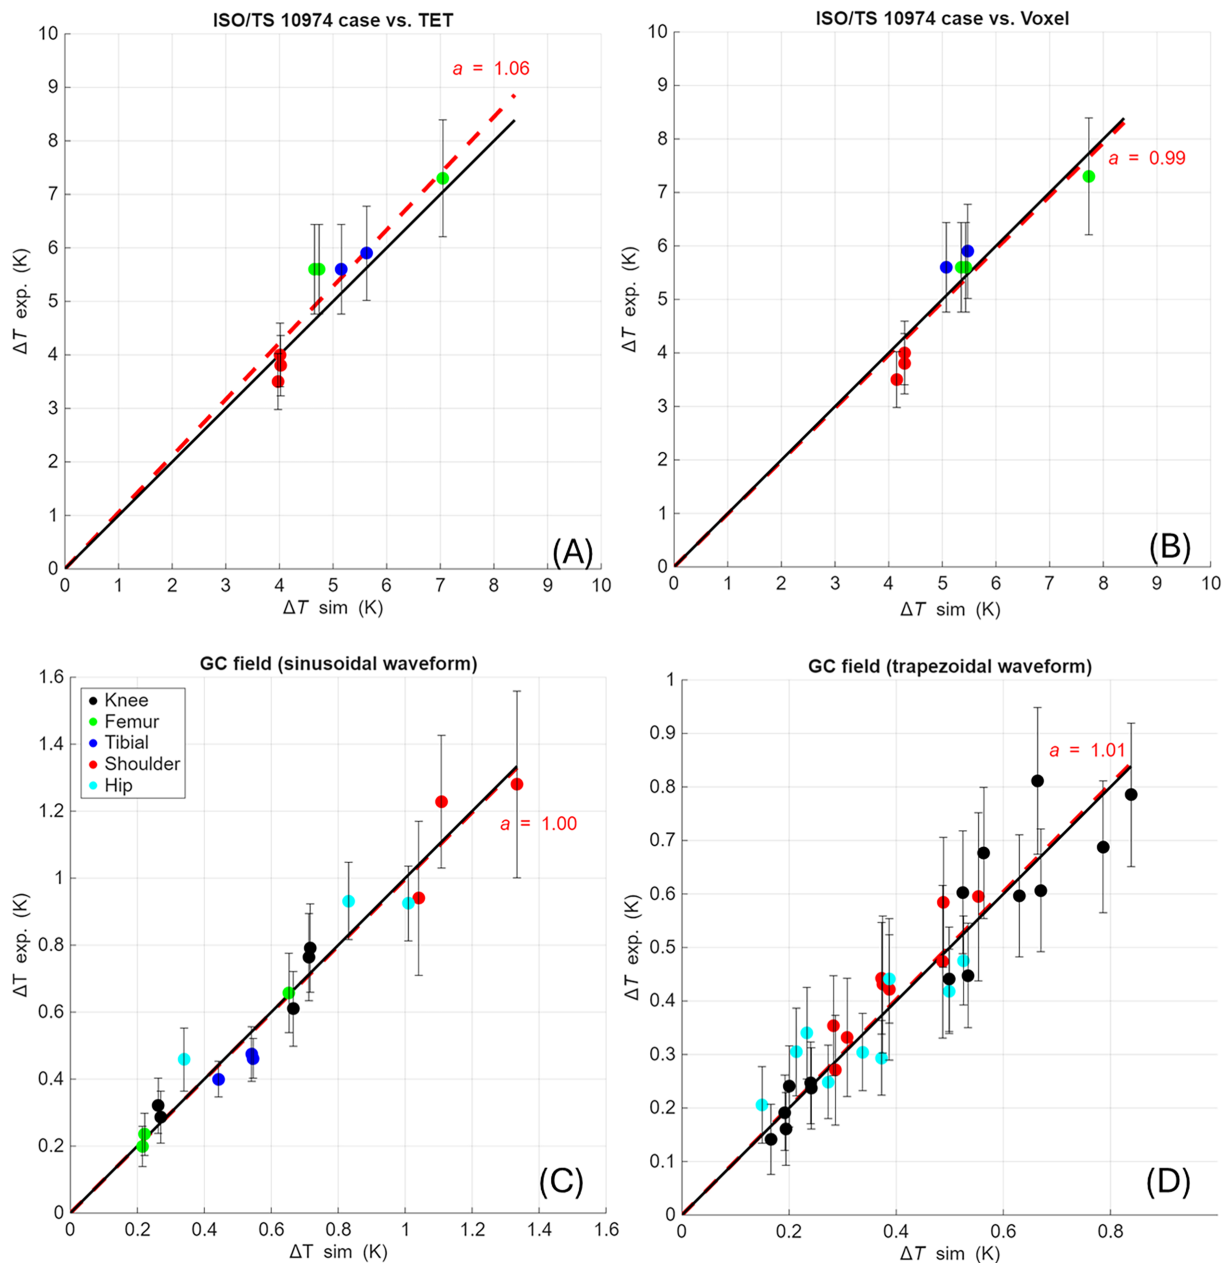 ISO/TS 10974 case vs. TET
10
9
8
7
6
5
4
3
2
1
0
ΔT exp. (K)
a = 1.06
(A)
0 1 2 3 4 5 6 7 8 9 10
ΔT sim (K)
ISO/TS 10974 case vs. Voxel
10
9
8
7
6
5
4
3
2
1
0
ΔT exp. (K)
a = 0.99
(B)
0 1 2 3 4 5 6 7 8 9 10
ΔT sim (K)
GC field (sinusoidal waveform)
1.6
1.4
1.2
1
0.8
0.6
0.4
0.2
0
ΔT exp. (K)
Knee
Femur
Tibial
Shoulder
Hip
a = 1.00
(C)
0 0.2 0.4 0.6 0.8 1 1.2 1.4 1.6
ΔT sim (K)
GC field (trapezoidal waveform)
1
0.9
0.8
0.7
0.6
0.5
0.4
0.3
0.2
0.1
0
ΔT exp. (K)
a = 1.01
(D)
0 0.2 0.4 0.6 0.8
ΔT sim (K)